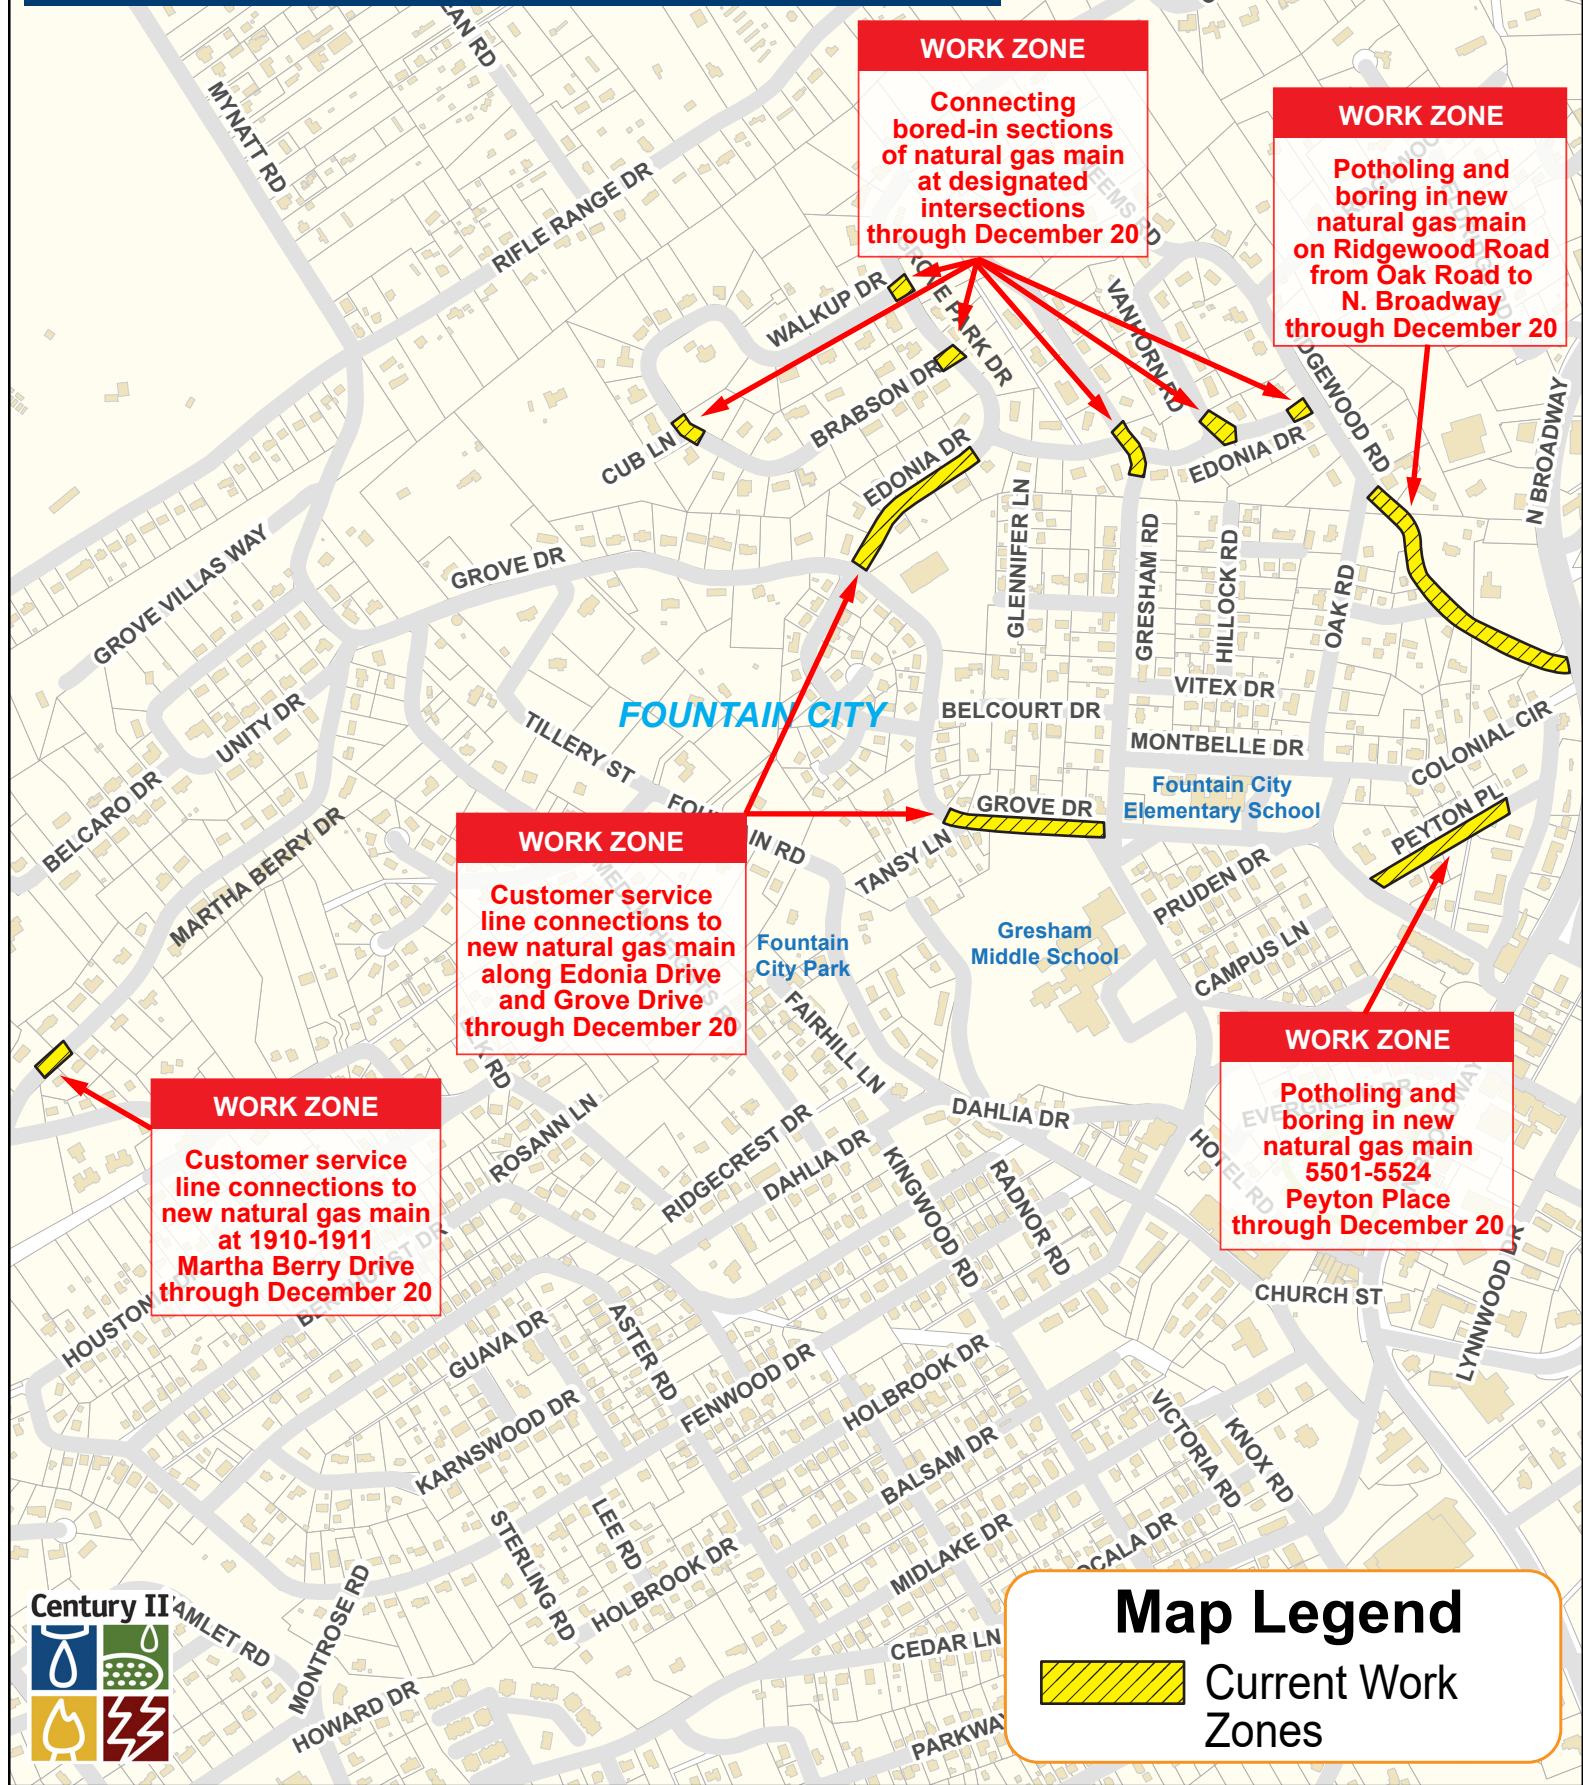 WORK ZONE
Connecting
bored-in sections
of natural gas main
at designated
intersections
through December 20
WORK ZONE
Potholing and
boring in new
natural gas main
on Ridgewood Road
from Oak Road to
N. Broadway
through December 20
MYNATT RD
RIFLE RANGE DR
WALKUP DR
GROVE PARK DR
VANHORN RD
RIDGEWOOD RD
N BROADWAY
BRABSON DR
CUB LN
EDONIA DR
EDONIA DR
GLENNIFER LN
GRESHAM RD
HILLOCK RD
OAK RD
GROVE DR
GROVE VILLAS WAY
UNITY DR
BELCARO DR
MARTHA BERRY DR
TILLERY ST
FOUNTAIN CITY
BELCOURT DR
VITEX DR
MONTBELLE DR
COLONIAL CIR
Fountain City
Elementary School
GROVE DR
PEYTON PL
TANSY LN
PRUDEN DR
CAMPUS LN
Gresham
Middle School
Fountain
City Park
FAIRHILL LN
WORK ZONE
Customer service
line connections to
new natural gas main
along Edonia Drive
and Grove Drive
through December 20
WORK ZONE
Potholing and
boring in new
natural gas main
5501-5524
Peyton Place
through December 20
WORK ZONE
Customer service
line connections to
new natural gas main
at 1910-1911
Martha Berry Drive
through December 20
ROSANN LN
RIDGECREST DR
DAHLIA DR
DAHLIA DR
KINGWOOD RD
RADNOR RD
HOTEL RD
CHURCH ST
LYNNWOOD DR
HOUSTON
GUAVA DR
ASTER RD
FENWOOD DR
HOLBROOK DR
KARNSWOOD DR
BALSAM DR
VICTORIA RD
KNOX RD
STERLING RD
LEE RD
HOLBROOK DR
MIDLAKE DR
OCALA DR
MONTROSE RD
HOWARD DR
CEDAR LN
PARKWAY
Century II
Map Legend
Current Work
Zones